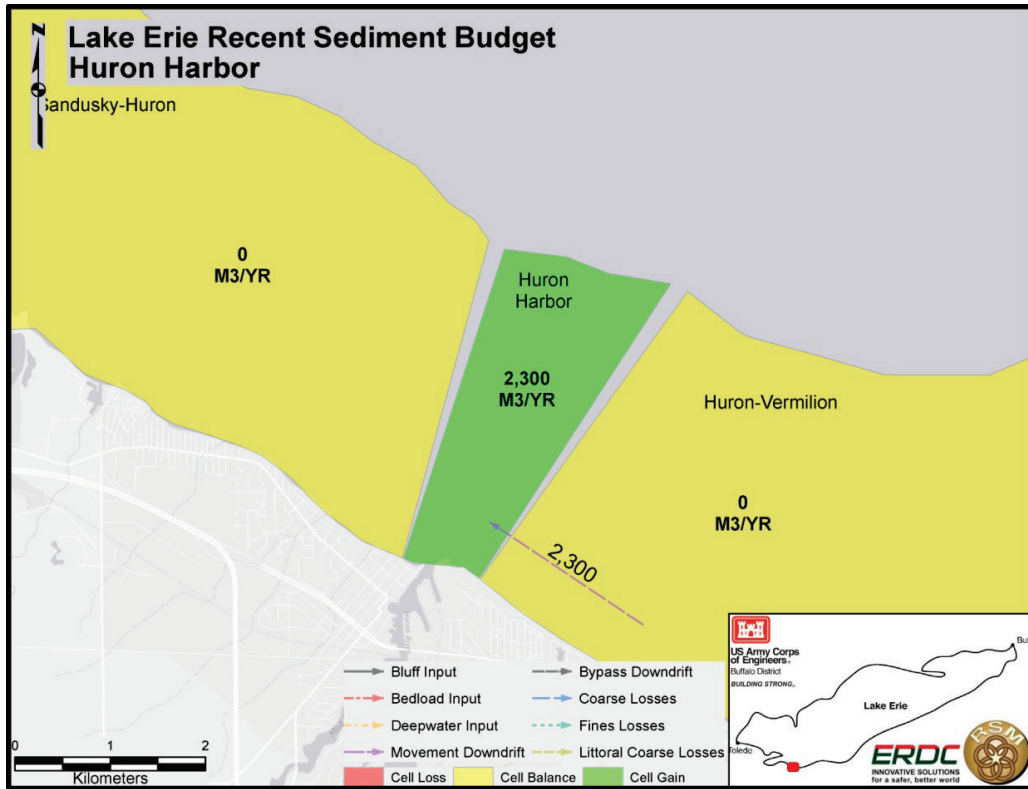 Lake Erie Recent Sediment Budget
Huron Harbor
N
Sandusky-Huron
0
M3/YR
Huron
Harbor
2,300
M3/YR
Huron-Vermilion
0
M3/YR
2,300
Bluff Input
Bypass Downdrift
Bedload Input
Coarse Losses
Deepwater Input
Fines Losses
Movement Downdrift
Littoral Coarse Losses
Cell Loss
Cell Balance
Cell Gain
0 1 2
Kilometers
US Army Corps
of Engineers®
Buffalo District
BUILDING STRONG®
Lake Erie
Toledo
ERDC
INNOVATIVE SOLUTIONS
for a safer, better world
RSM